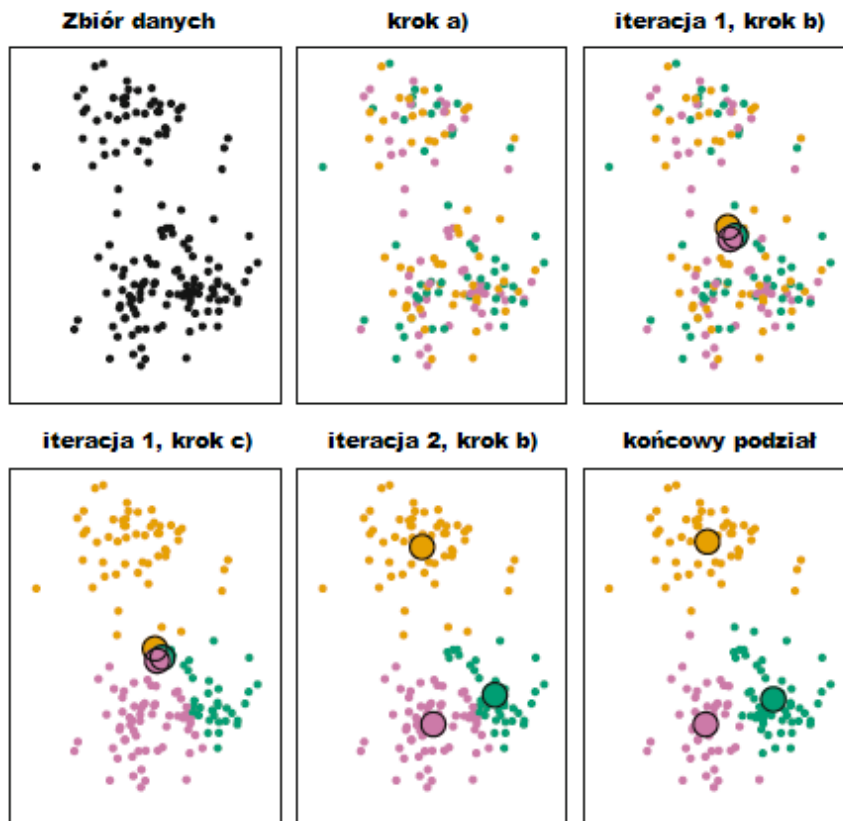 Zbiór danych
krok a)
iteracja 1, krok b)
iteracja 1, krok c)
iteracja 2, krok b)
końcowy podział